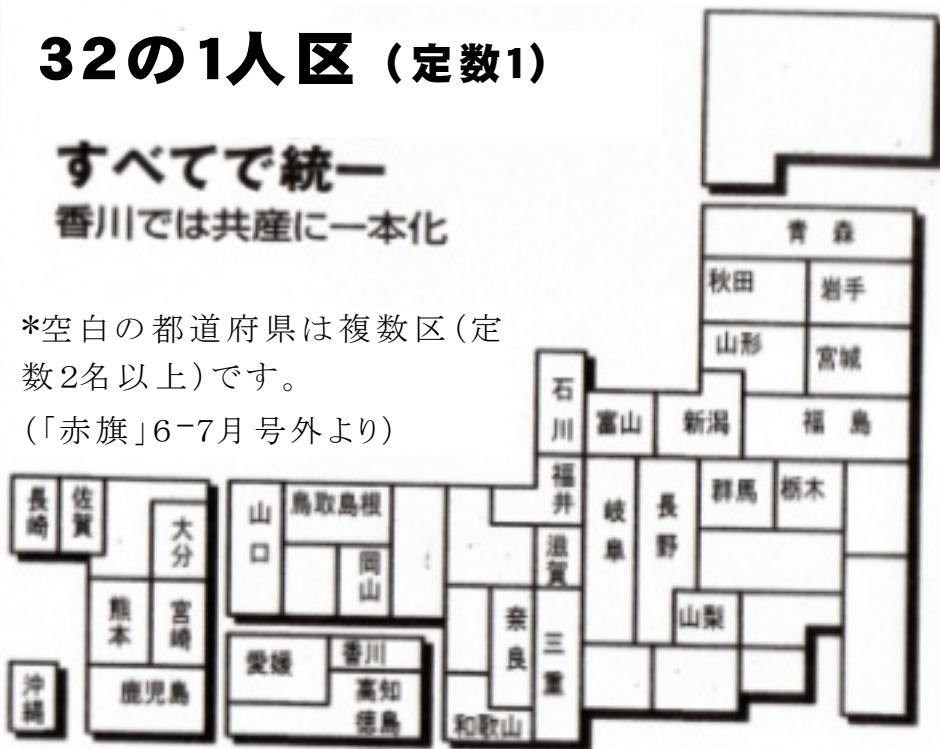 32の1人区（定数1）
すべてで統一
香川では共産に一本化
*空白の都道府県は複数区（定
数2名以上）です。
（「赤旗」6-7月号外より）
青森
秋田
岩手
山形
宮城
石川
富山
新潟
福島
福井
岐阜
長野
群馬
栃木
長崎
佐賀
大分
山口
鳥取島根
岡山
滋賀
熊本
宮崎
奈良
三重
山梨
愛媛
香川
沖縄
鹿児島
高知
徳島
和歌山